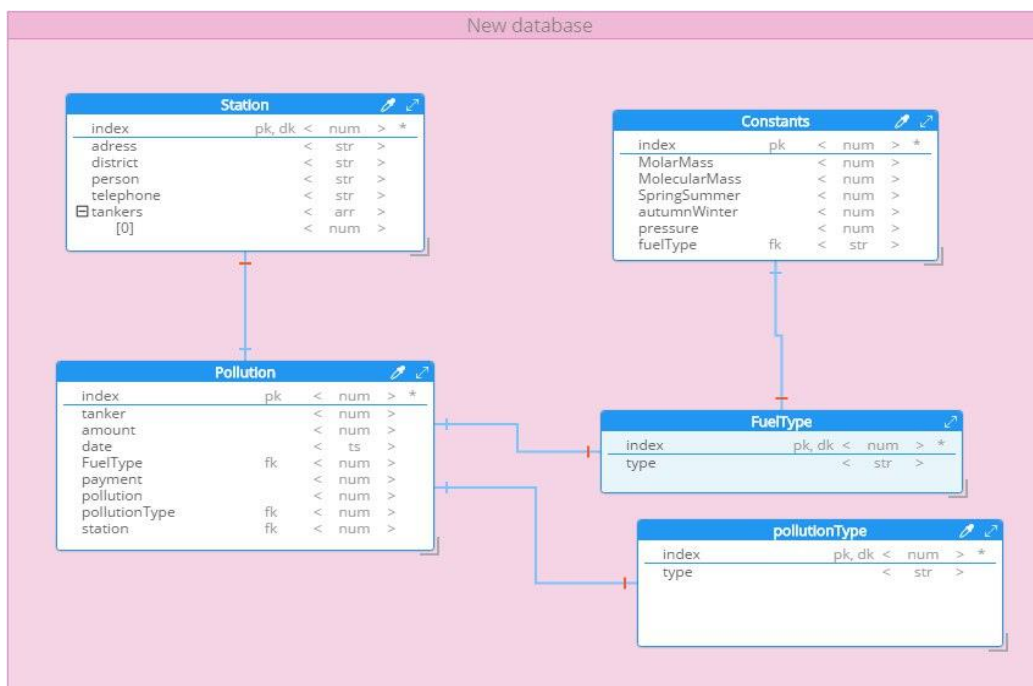 New database
Station
index pk, dk < num > *
adress < str >
district < str >
person < str >
telephone < str >
tankers < arr >
[0] < num >
Constants
index pk < num > *
MolarMass < num >
MolecularMass < num >
SpringSummer < num >
autumnWinter < num >
pressure < num >
fuelType fk < str >
Pollution
index pk < num > *
tanker < num >
amount < num >
date < ts >
FuelType fk < num >
payment < num >
pollution < num >
pollutionType fk < num >
station fk < num >
FuelType
index pk, dk < num > *
type < str >
pollutionType
index pk, dk < num > *
type < str >